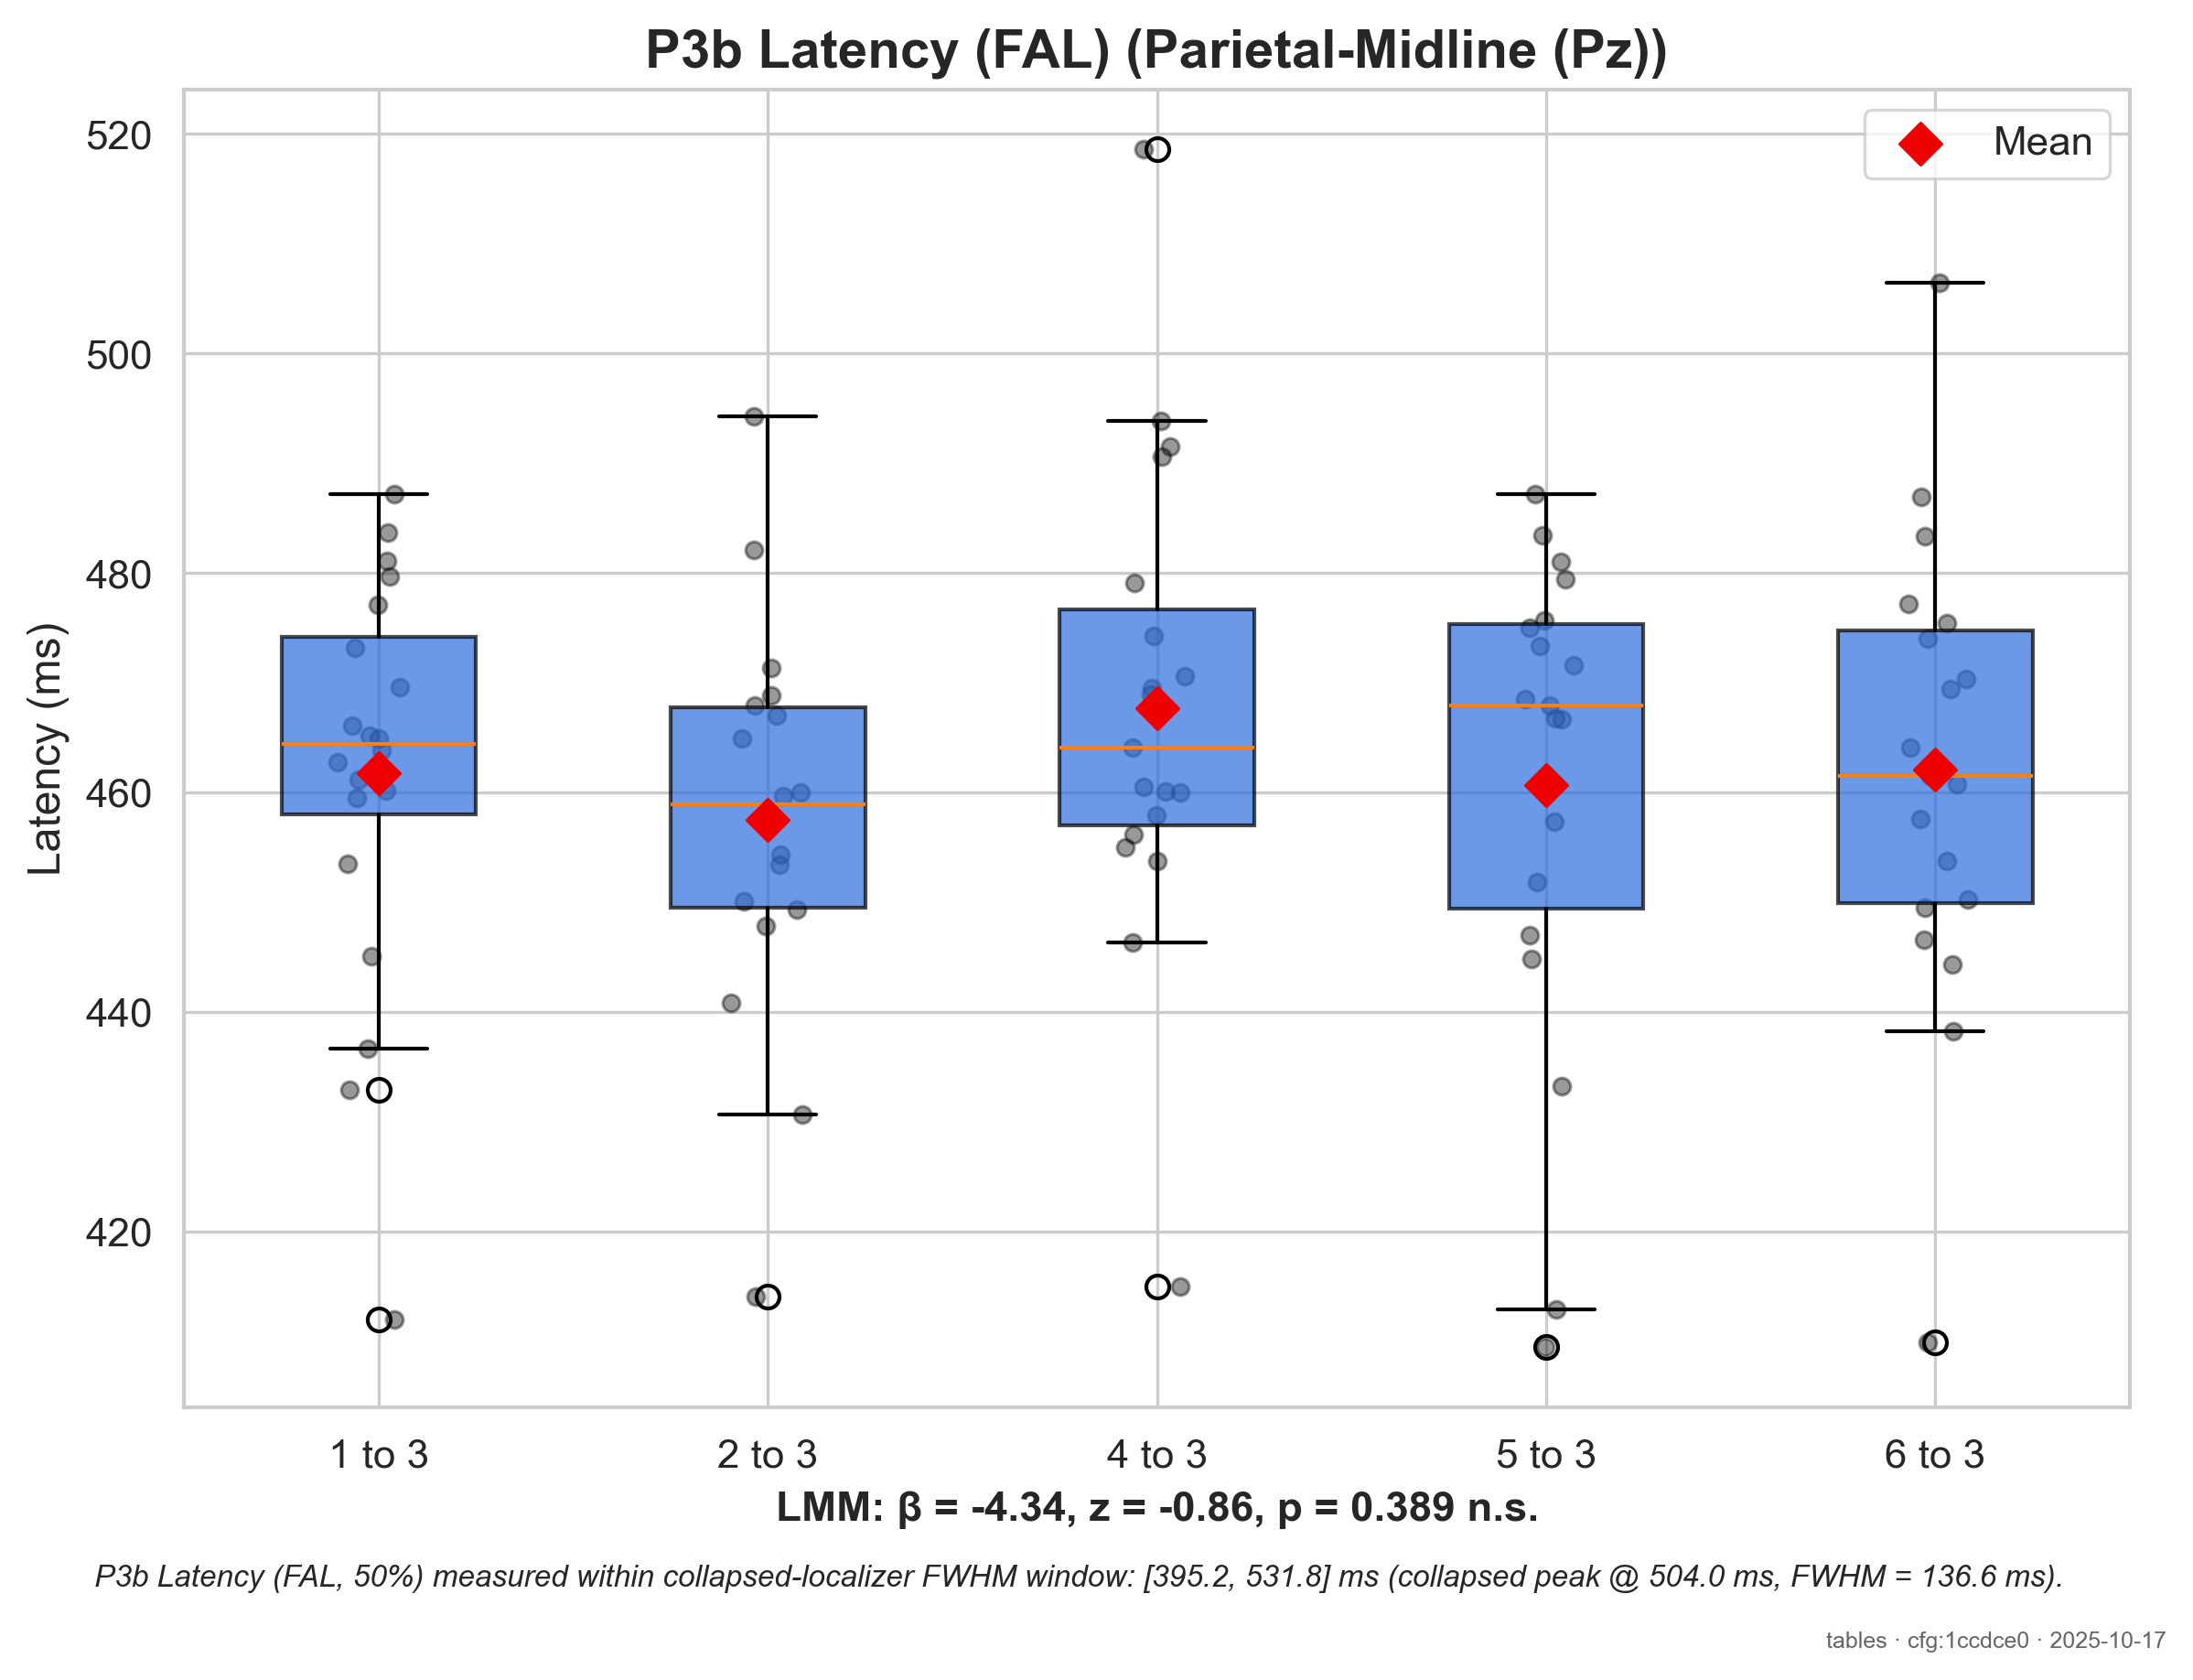 P3b Latency (FAL) (Parietal-Midline (Pz))
Mean
Latency (ms)
520
500
480
460
440
420
1 to 3
2 to 3
4 to 3
5 to 3
6 to 3
LMM: β = -4.34, z = -0.86, p = 0.389 n.s.
P3b Latency (FAL, 50%) measured within collapsed-localizer FWHM window: [395.2, 531.8] ms (collapsed peak @ 504.0 ms, FWHM = 136.6 ms).
tables · cfg:1ccdce0 · 2025-10-17